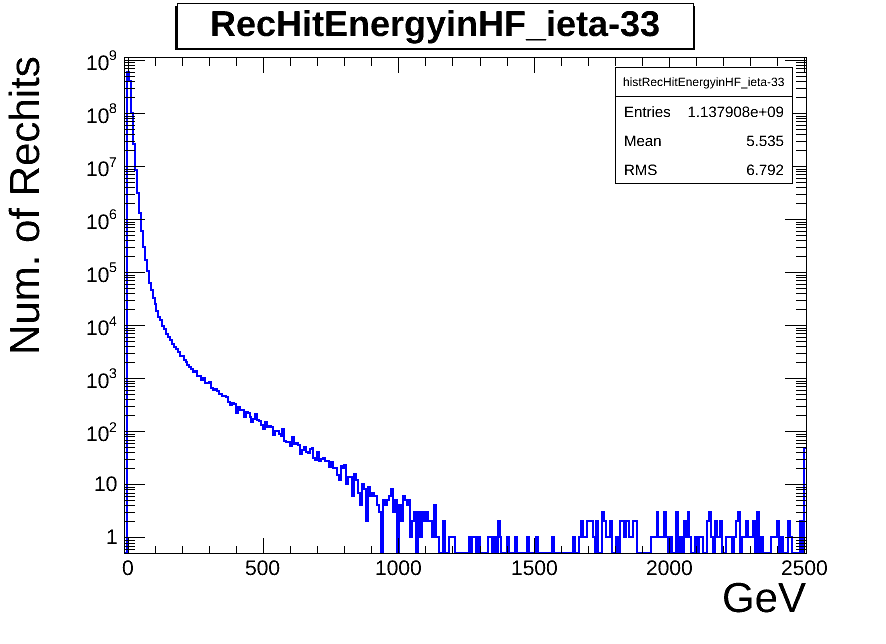 RecHitEnergyinHF_ieta-33
Num. of Rechits
10^9
10^8
10^7
10^6
10^5
10^4
10^3
10^2
10
1
histRecHitEnergyinHF_ieta-33
Entries 1.137908e+09
Mean 5.535
RMS 6.792
0 500 1000 1500 2000 2500
GeV